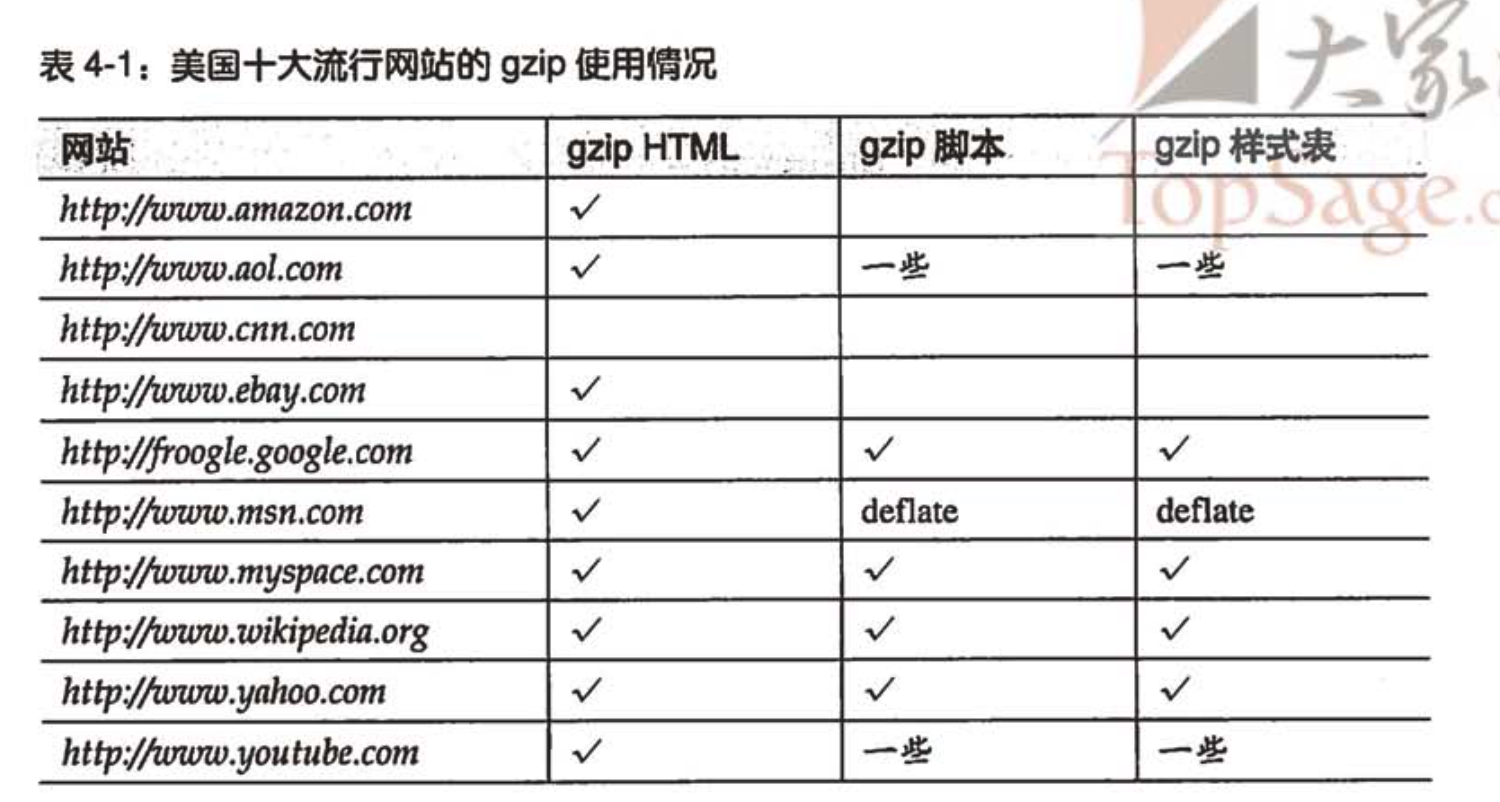 表 4-1：美国十大流行网站的 gzip 使用情况
大家
TopSage.c
网站 gzip HTML gzip 脚本 gzip 样式表
http://www.amazon.com ✓
http://www.aol.com ✓ 一些 一些
http://www.cnn.com
http://www.ebay.com ✓
http://froogle.google.com ✓ ✓ ✓
http://www.msn.com ✓ deflate deflate
http://www.myspace.com ✓ ✓ ✓
http://www.wikipedia.org ✓ ✓ ✓
http://www.yahoo.com ✓ ✓ ✓
http://www.youtube.com ✓ 一些 一些